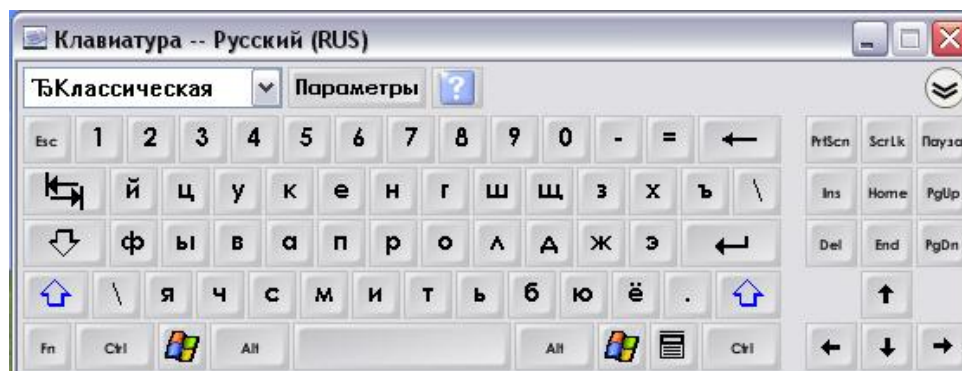 Клавиатура -- Русский (RUS)
ЂКлассическая Параметры ?
Esc 1 2 3 4 5 6 7 8 9 0 - = PrtScn ScrLk Пауза
й ц у к е н г ш щ з х ъ \ Ins Home PgUp
ф ы в а п р о л д ж э Del End PgDn
\ я ч с м и т ь б ю ё .
Fn Ctrl Alt Alt Ctrl